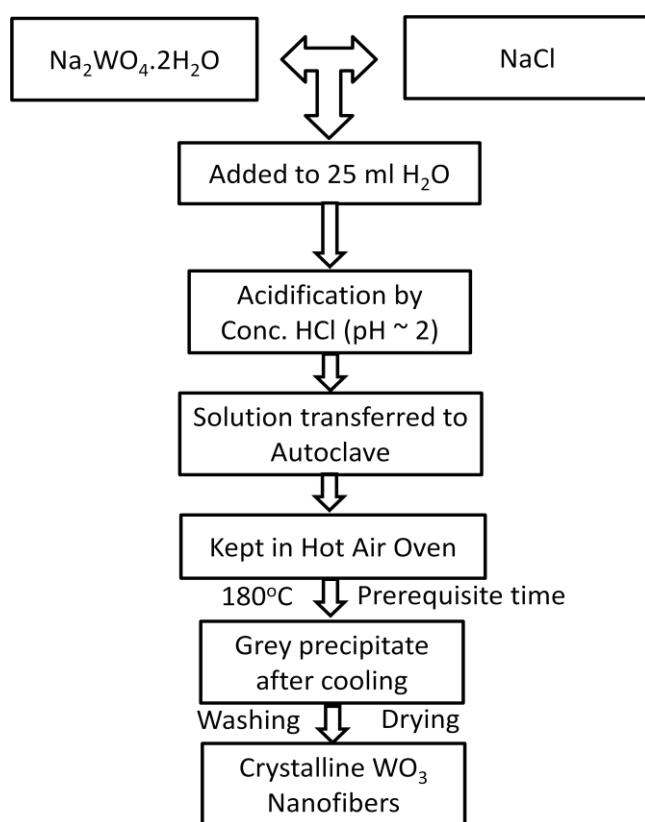 Na₂WO₄.2H₂O
NaCl
Added to 25 ml H₂O
Acidification by
Conc. HCl (pH ~ 2)
Solution transferred to
Autoclave
Kept in Hot Air Oven
180°C Prerequisite time
Grey precipitate
after cooling
Washing Drying
Crystalline WO₃
Nanofibers